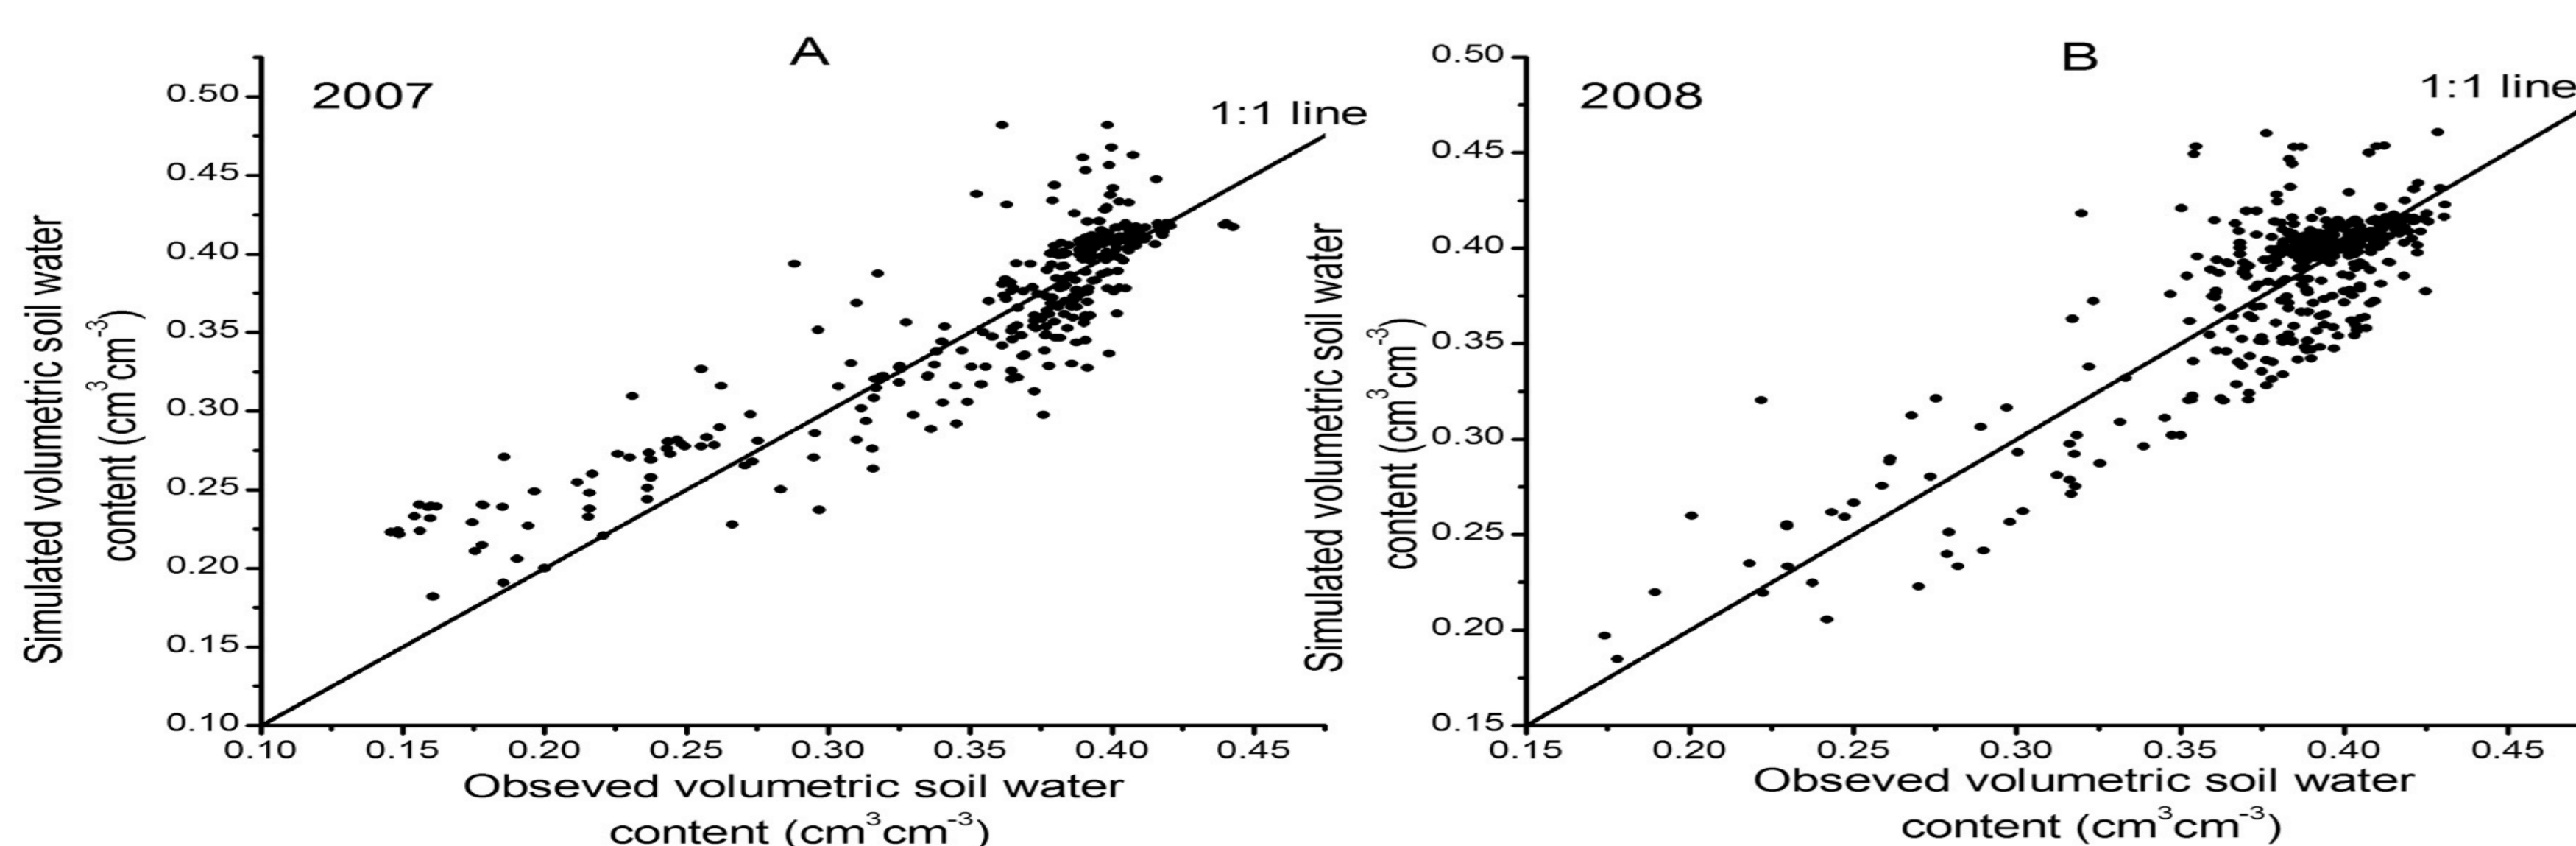 A
2007
1:1 line
0.50
0.45
0.40
0.35
0.30
0.25
0.20
0.15
0.10
Simulated volumetric soil water
content (cm³cm⁻³)
0.10 0.15 0.20 0.25 0.30 0.35 0.40 0.45
Obseved volumetric soil water
content (cm³cm⁻³)
B
2008
1:1 line
0.50
0.45
0.40
0.35
0.30
0.25
0.20
0.15
Simulated volumetric soil water
content (cm³cm⁻³)
0.15 0.20 0.25 0.30 0.35 0.40 0.45
Obseved volumetric soil water
content (cm³cm⁻³)